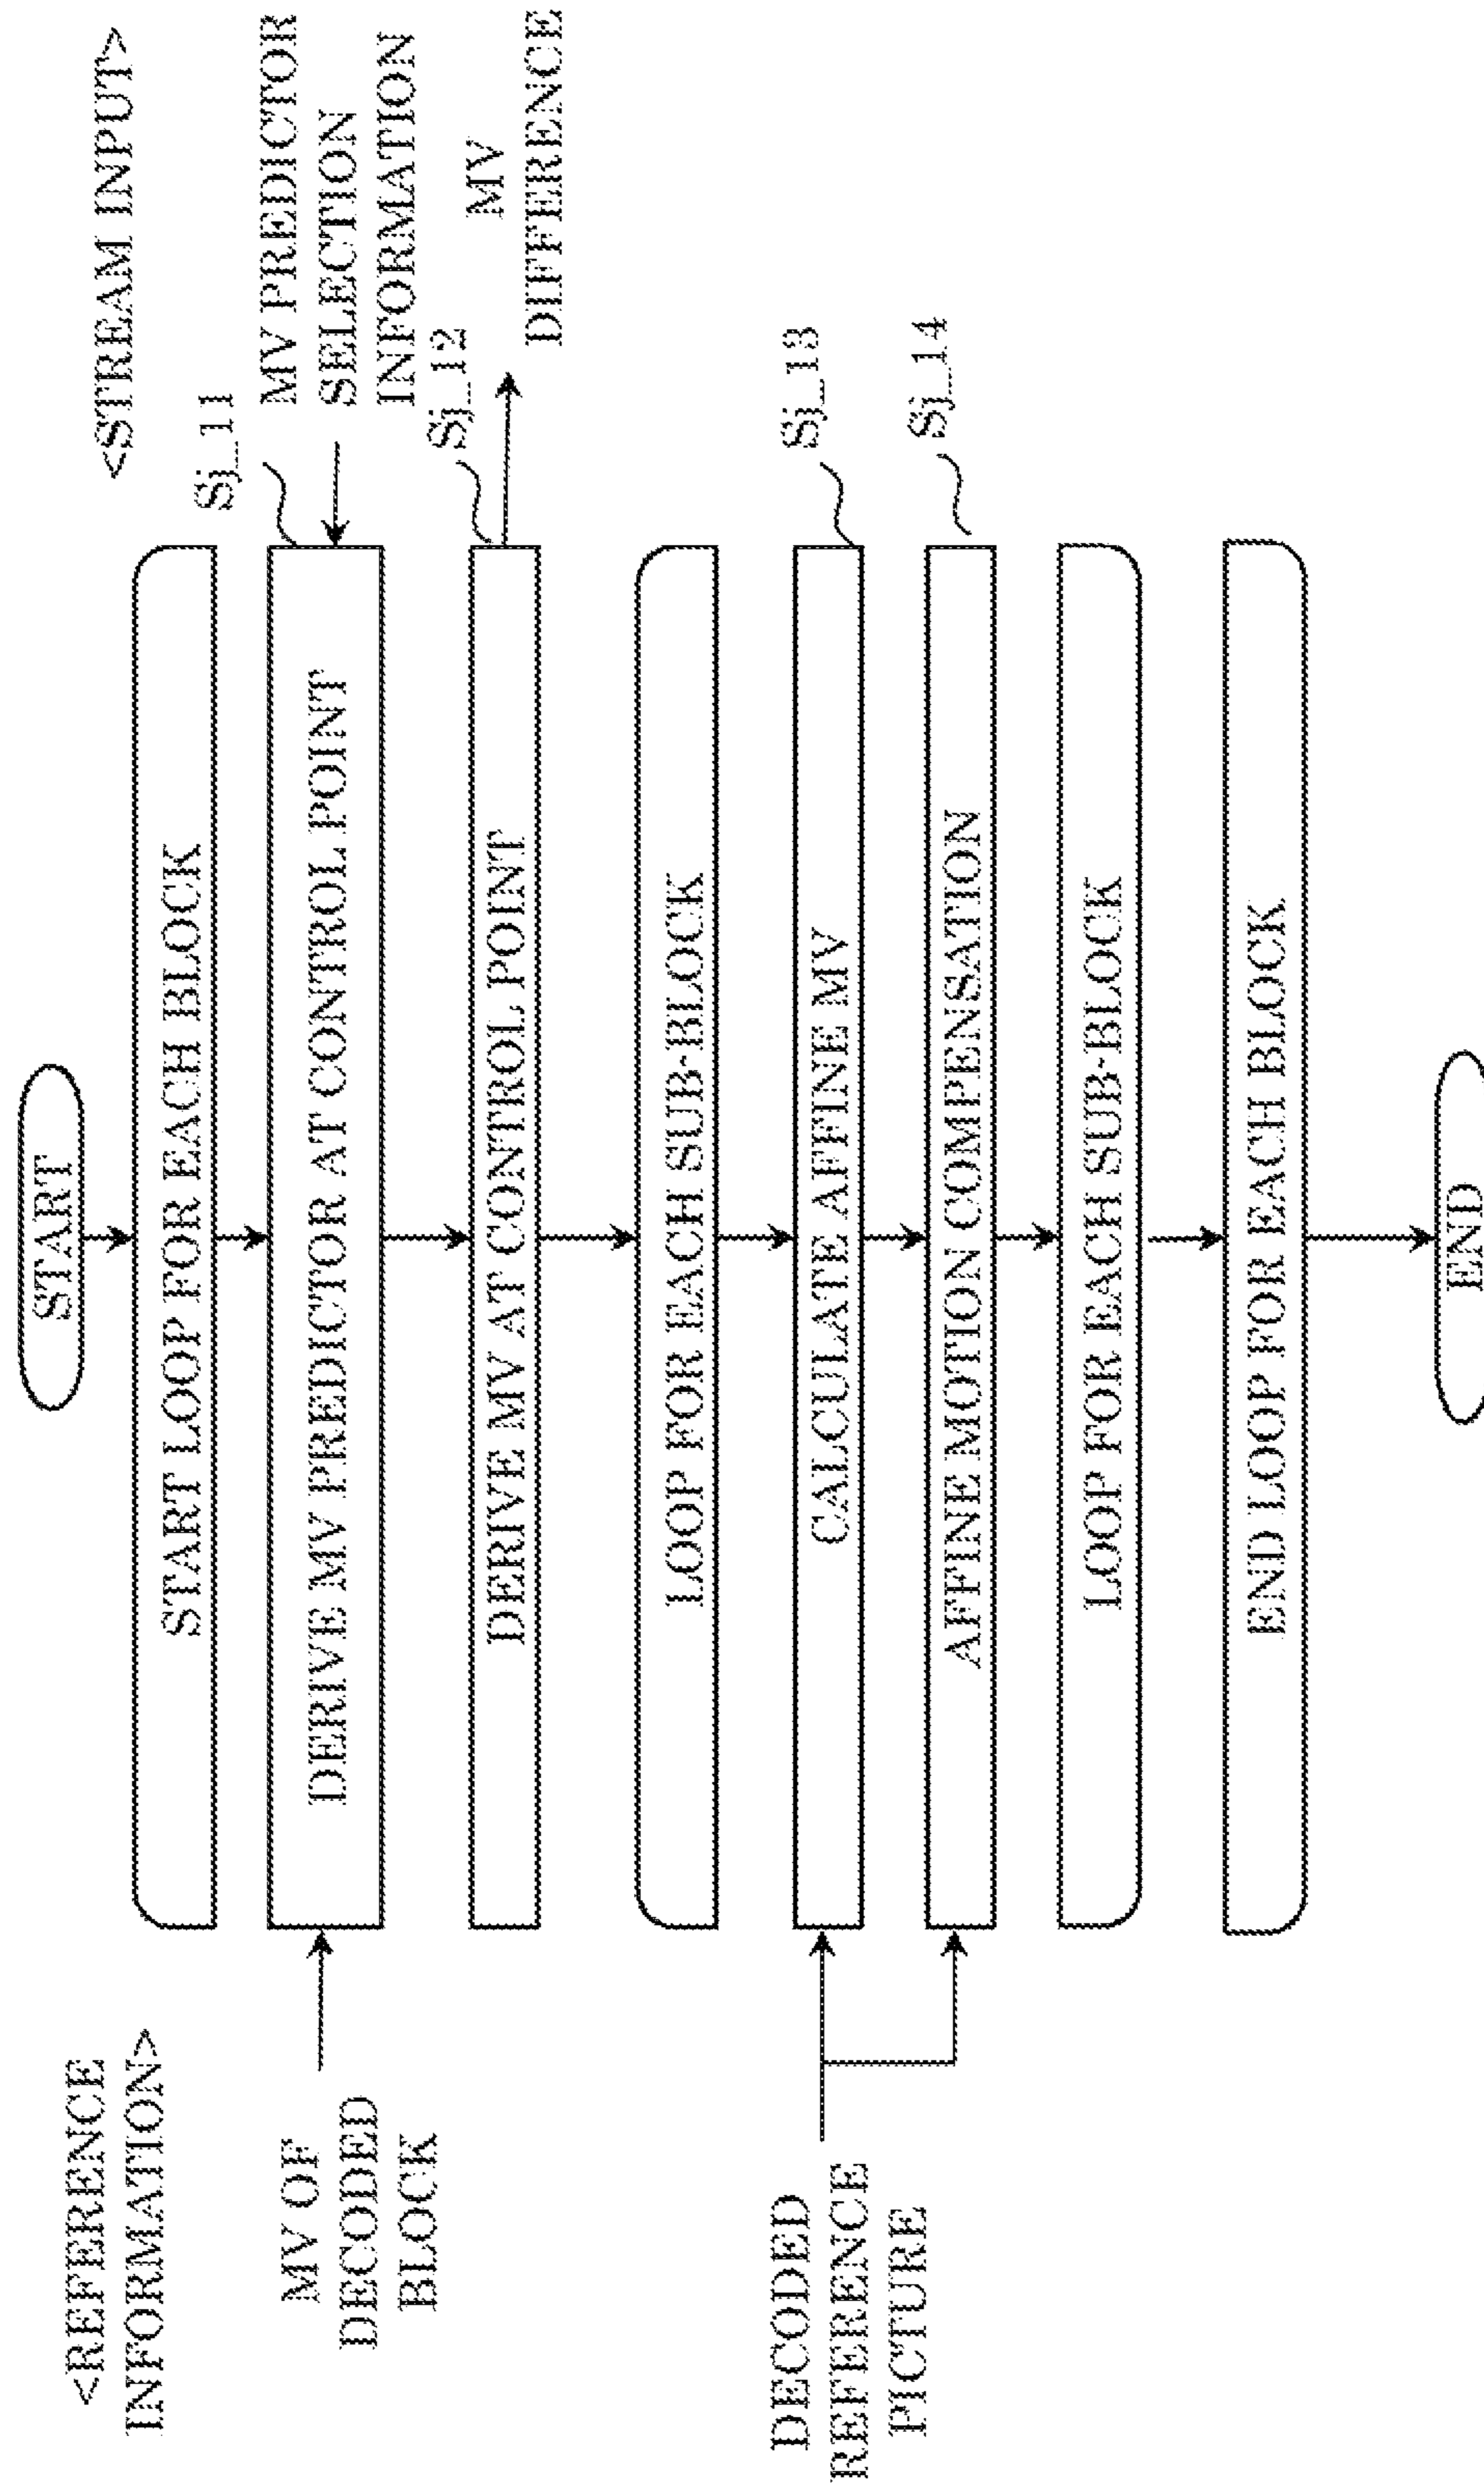 <REFERENCE
INFORMATION>
<STREAM INPUT>
START
START LOOP FOR EACH BLOCK
Sj_11
MV OF
DECODED
BLOCK
DERIVE MV PREDICTOR AT CONTROL POINT
MV PREDICTOR
SELECTION
INFORMATION
Sj_12
DERIVE MV AT CONTROL POINT
MV
DIFFERENCE
LOOP FOR EACH SUB-BLOCK
Sj_13
DECODED
REFERENCE
PICTURE
CALCULATE AFFINE MV
Sj_14
AFFINE MOTION COMPENSATION
LOOP FOR EACH SUB-BLOCK
END LOOP FOR EACH BLOCK
END